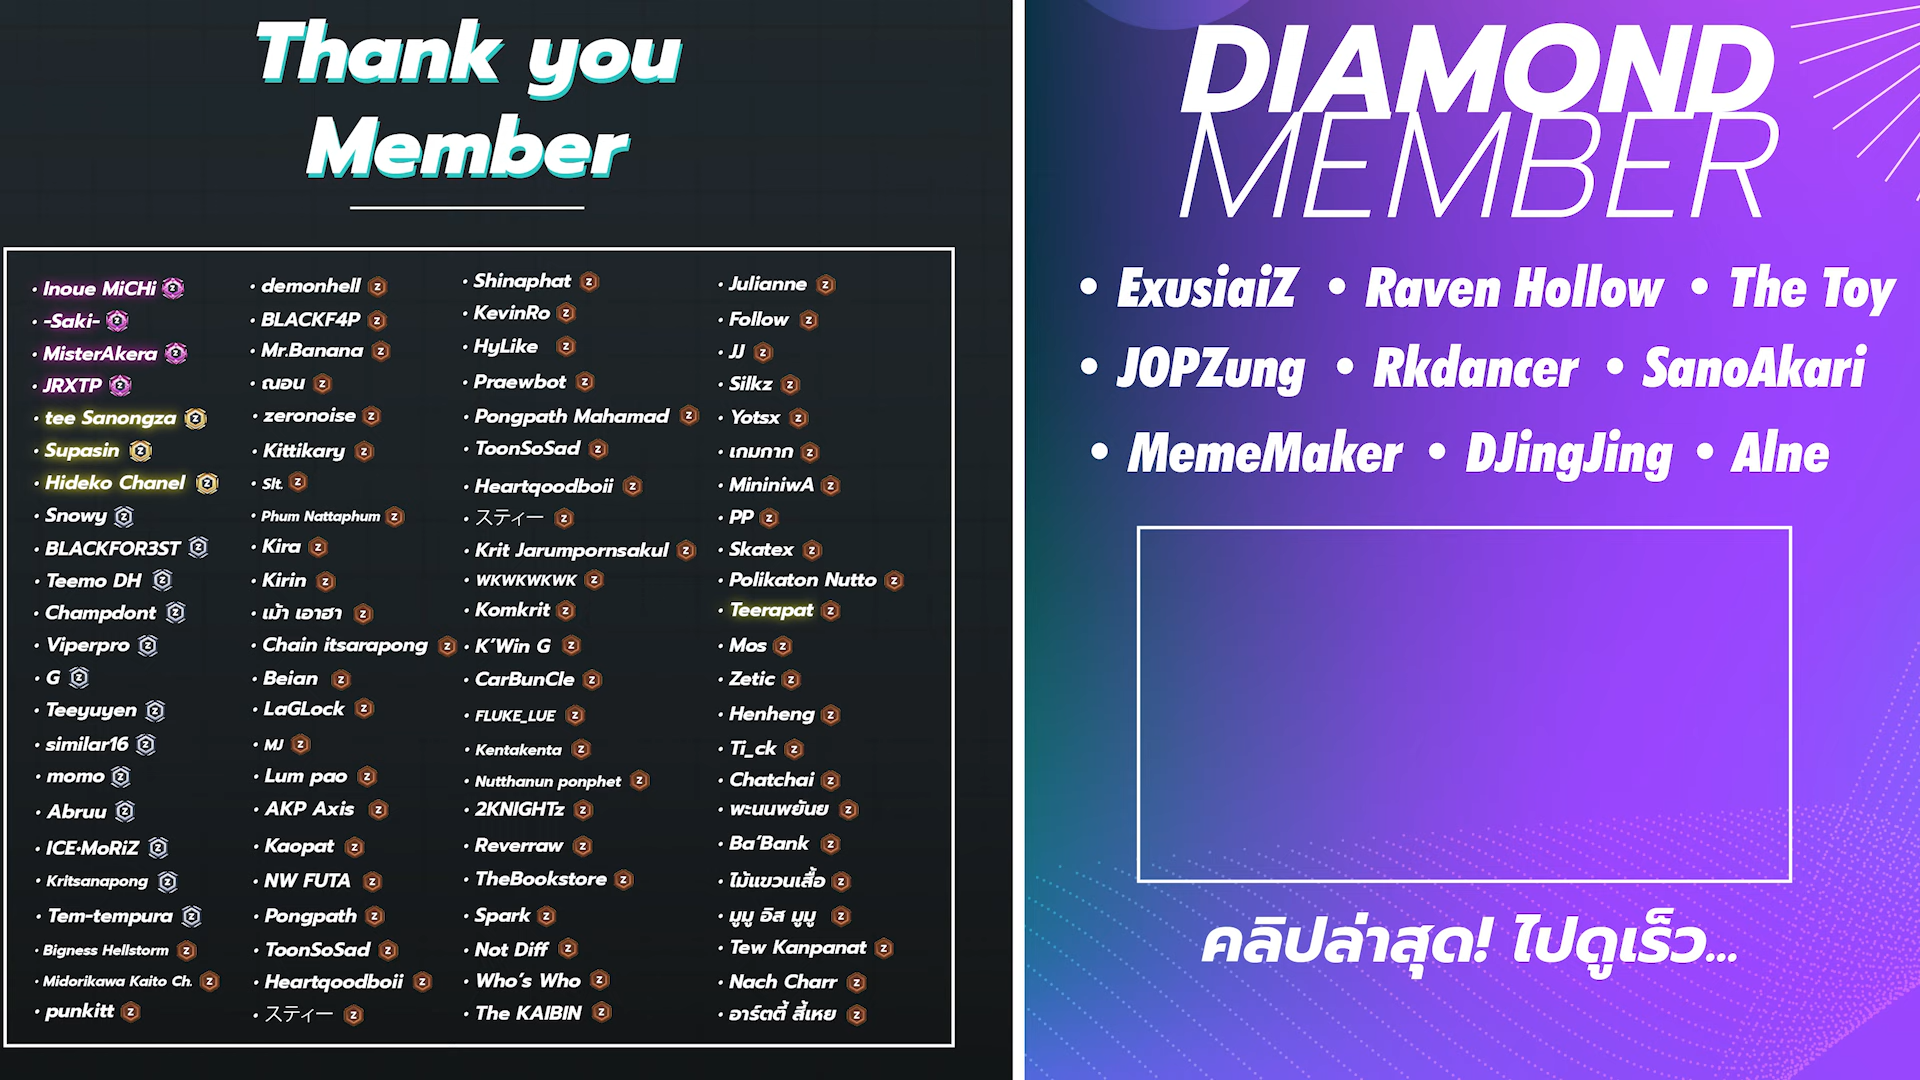 Thank you
Member
• Inoue MiCHi
• -Saki-
• MisterAkera
• JRXTP
• tee Sanongza
• Supasin
• Hideko Chanel
• Snowy
• BLACKFOR3ST
• Teemo DH
• Champdont
• Viperpro
• G
• Teeyuyen
• similar16
• momo
• Abruu
• ICE•MoRiZ
• Kritsanapong
• Tem-tempura
• Bigness Hellstorm
• Midorikawa Kaito Ch.
• punkitt
• demonhell
• BLACKF4P
• Mr.Banana
• ณอน
• zeronoise
• Kittikary
• Slt.
• Phum Nattaphum
• Kira
• Kirin
• เม้า เอาฮา
• Chain itsarapong
• Beian
• LaGLock
• MJ
• Lum pao
• AKP Axis
• Kaopat
• NW FUTA
• Pongpath
• ToonSoSad
• Heartqoodboii
• スティー
• Shinaphat
• KevinRo
• HyLike
• Praewbot
• Pongpath Mahamad
• ToonSoSad
• Heartqoodboii
• スティー
• Krit Jarumpornsakul
• WKWKWKWK
• Komkrit
• K'Win G
• CarBunCle
• FLUKE_LUE
• Kentakenta
• Nutthanun ponphet
• 2KNIGHTz
• Reverraw
• TheBookstore
• Spark
• Not Diff
• Who's Who
• The KAIBIN
• Julianne
• Follow
• JJ
• Silkz
• Yotsx
• เกมกาก
• MininiwA
• PP
• Skatex
• Polikaton Nutto
• Teerapat
• Mos
• Zetic
• Henheng
• Ti_ck
• Chatchai
• พะนนพยันย
• Ba'Bank
• ไม้แขวนเสื้อ
• มูมู อิส มูมู
• Tew Kanpanat
• Nach Charr
• อาร์ตตี้ สี้เหย
DIAMOND
MEMBER
• ExusiaiZ • Raven Hollow • The Toy
• JOPZung • Rkdancer • SanoAkari
• MemeMaker • DJingJing • Alne
คลิปล่าสุด! ไปดูเร็ว...